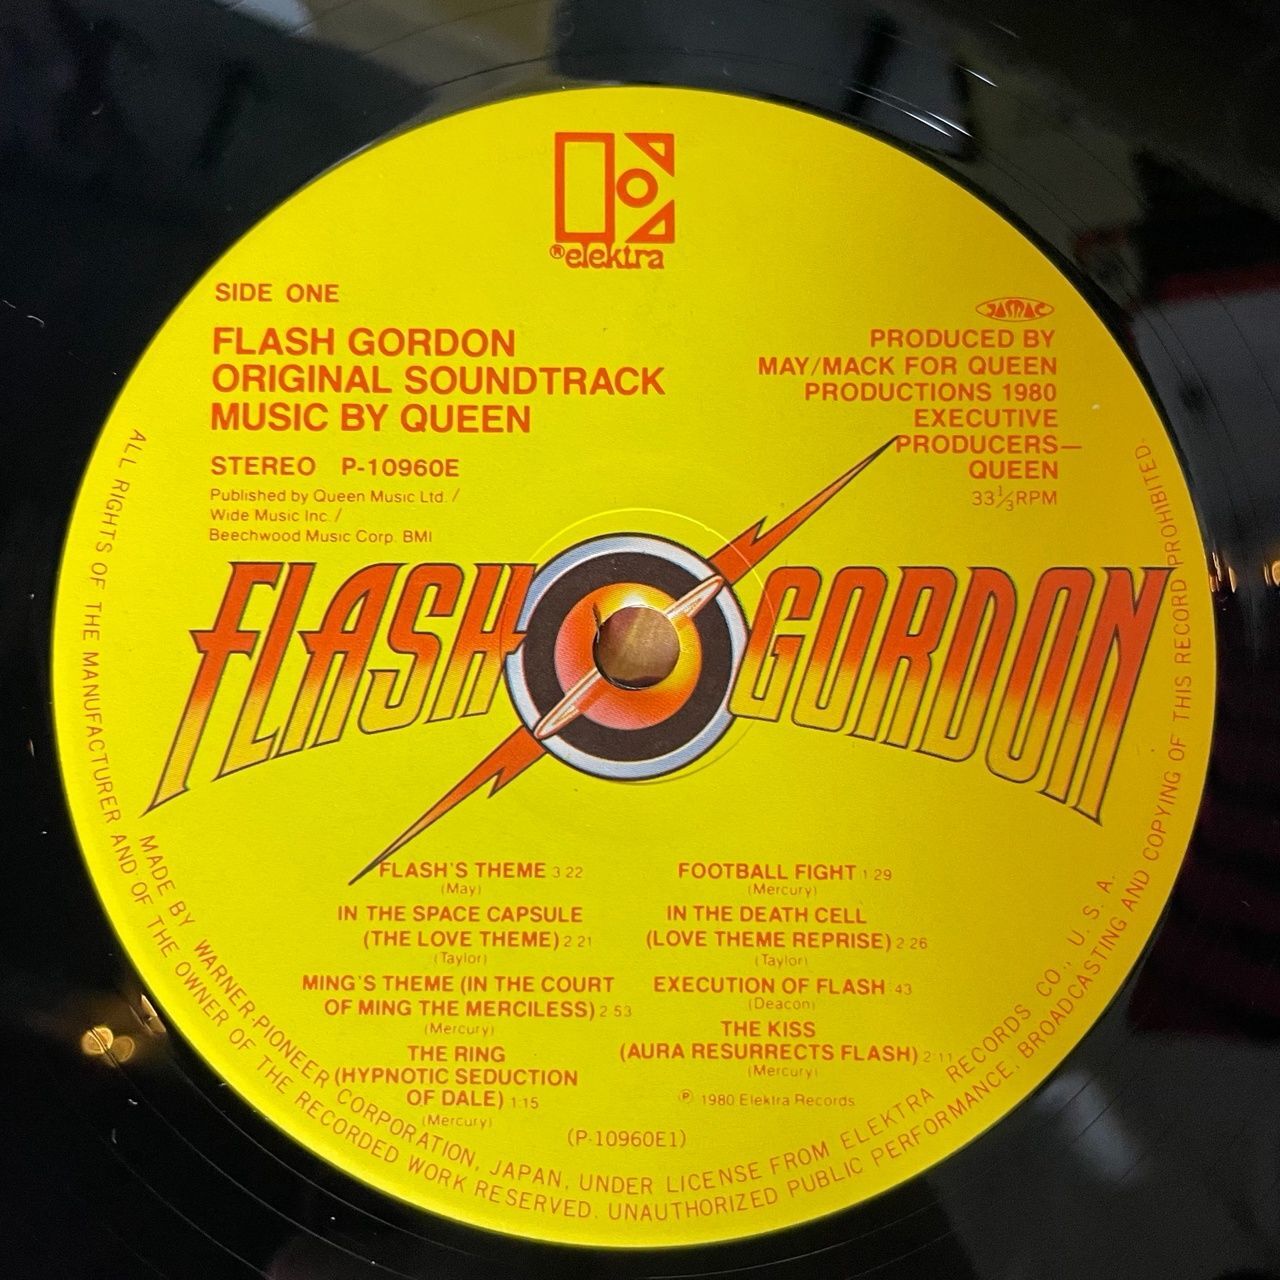 ®elektra
SIDE ONE
FLASH GORDON
ORIGINAL SOUNDTRACK
MUSIC BY QUEEN
STEREO P-10960E
Published by Queen Music Ltd. /
Wide Music Inc. /
Beechwood Music Corp. BMI
JASRAC
PRODUCED BY
MAY/MACK FOR QUEEN
PRODUCTIONS 1980
EXECUTIVE
PRODUCERS—
QUEEN
33⅓RPM
FLASH GORDON
FLASH'S THEME 3 22
(May)
IN THE SPACE CAPSULE
(THE LOVE THEME) 2 21
(Taylor)
MING'S THEME (IN THE COURT
OF MING THE MERCILESS) 2 53
(Mercury)
THE RING
(HYPNOTIC SEDUCTION
OF DALE) 1:15
(Mercury)
FOOTBALL FIGHT 1 29
(Mercury)
IN THE DEATH CELL
(LOVE THEME REPRISE) 2 26
(Taylor)
EXECUTION OF FLASH 43
(Deacon)
THE KISS
(AURA RESURRECTS FLASH) 2 11
(Mercury)
℗ 1980 Elektra Records
(P-10960E1)
MADE BY WARNER-PIONEER CORPORATION, JAPAN, UNDER LICENSE FROM ELEKTRA RECORDS CO., U. S. A.
ALL RIGHTS OF THE MANUFACTURER AND OF THE OWNER OF THE RECORDED WORK RESERVED. UNAUTHORIZED PUBLIC PERFORMANCE, BROADCASTING AND COPYING OF THIS RECORD PROHIBITED.